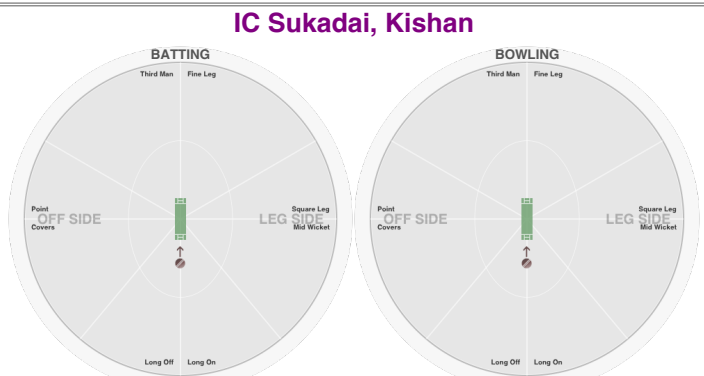 IC Sukadai, Kishan
BATTING
Third Man Fine Leg
Point Square Leg
OFF SIDE LEG SIDE
Covers Mid Wicket
Long Off Long On
BOWLING
Third Man Fine Leg
Point Square Leg
OFF SIDE LEG SIDE
Covers Mid Wicket
Long Off Long On